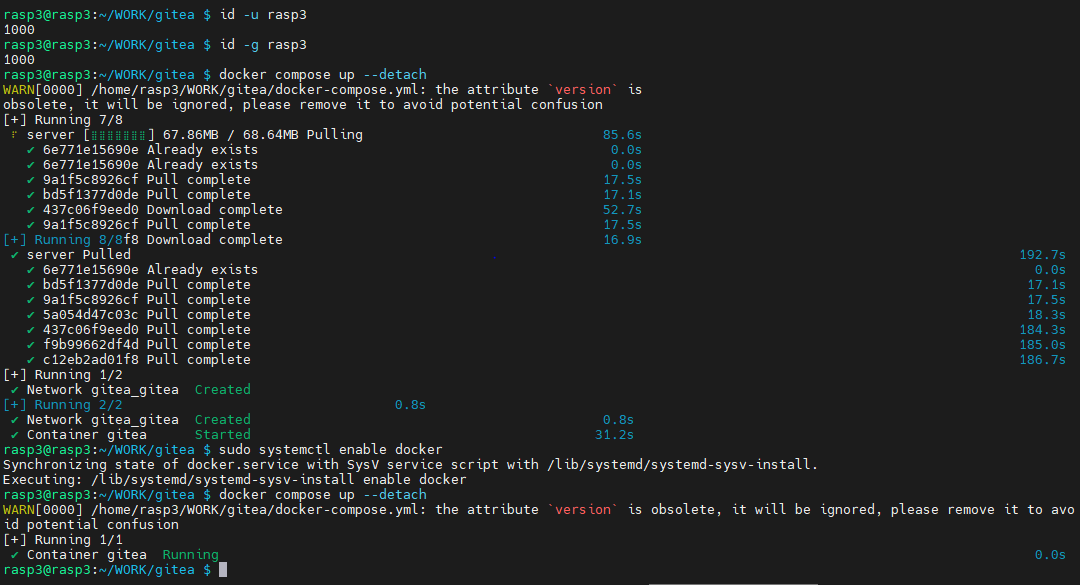 rasp3@rasp3:~/WORK/gitea $ id -u rasp3
1000
rasp3@rasp3:~/WORK/gitea $ id -g rasp3
1000
rasp3@rasp3:~/WORK/gitea $ docker compose up --detach
WARN[0000] /home/rasp3/WORK/gitea/docker-compose.yml: the attribute `version` is
obsolete, it will be ignored, please remove it to avoid potential confusion
[+] Running 7/8
⠋ server [⣿⣿⣿⣿⣿⣿⣿] 67.86MB / 68.64MB Pulling 85.6s
✔ 6e771e15690e Already exists 0.0s
✔ 6e771e15690e Already exists 0.0s
✔ 9a1f5c8926cf Pull complete 17.5s
✔ bd5f1377d0de Pull complete 17.1s
✔ 437c06f9eed0 Download complete 52.7s
✔ 9a1f5c8926cf Pull complete 17.5s
[+] Running 8/8f8 Download complete 16.9s
✔ server Pulled 192.7s
✔ 6e771e15690e Already exists 0.0s
✔ bd5f1377d0de Pull complete 17.1s
✔ 9a1f5c8926cf Pull complete 17.5s
✔ 5a054d47c03c Pull complete 18.3s
✔ 437c06f9eed0 Pull complete 184.3s
✔ f9b99662df4d Pull complete 185.0s
✔ c12eb2ad01f8 Pull complete 186.7s
[+] Running 1/2
✔ Network gitea_gitea Created
[+] Running 2/2 0.8s
✔ Network gitea_gitea Created 0.8s
✔ Container gitea Started 31.2s
rasp3@rasp3:~/WORK/gitea $ sudo systemctl enable docker
Synchronizing state of docker.service with SysV service script with /lib/systemd/systemd-sysv-install.
Executing: /lib/systemd/systemd-sysv-install enable docker
rasp3@rasp3:~/WORK/gitea $ docker compose up --detach
WARN[0000] /home/rasp3/WORK/gitea/docker-compose.yml: the attribute `version` is obsolete, it will be ignored, please remove it to avo
id potential confusion
[+] Running 1/1
✔ Container gitea Running 0.0s
rasp3@rasp3:~/WORK/gitea $